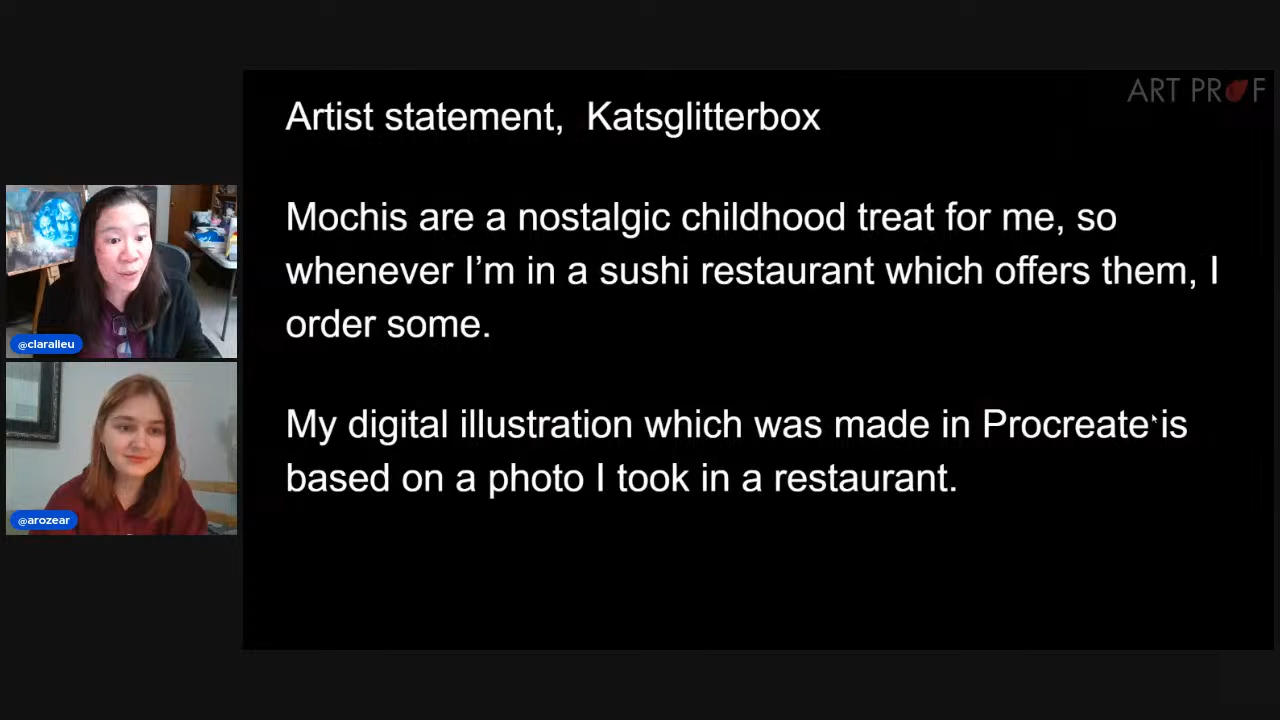 ART PROF
Artist statement, Katsglitterbox
Mochis are a nostalgic childhood treat for me, so
whenever I’m in a sushi restaurant which offers them, I
order some.
My digital illustration which was made in Procreate is
based on a photo I took in a restaurant.
@claralieu
@arozear